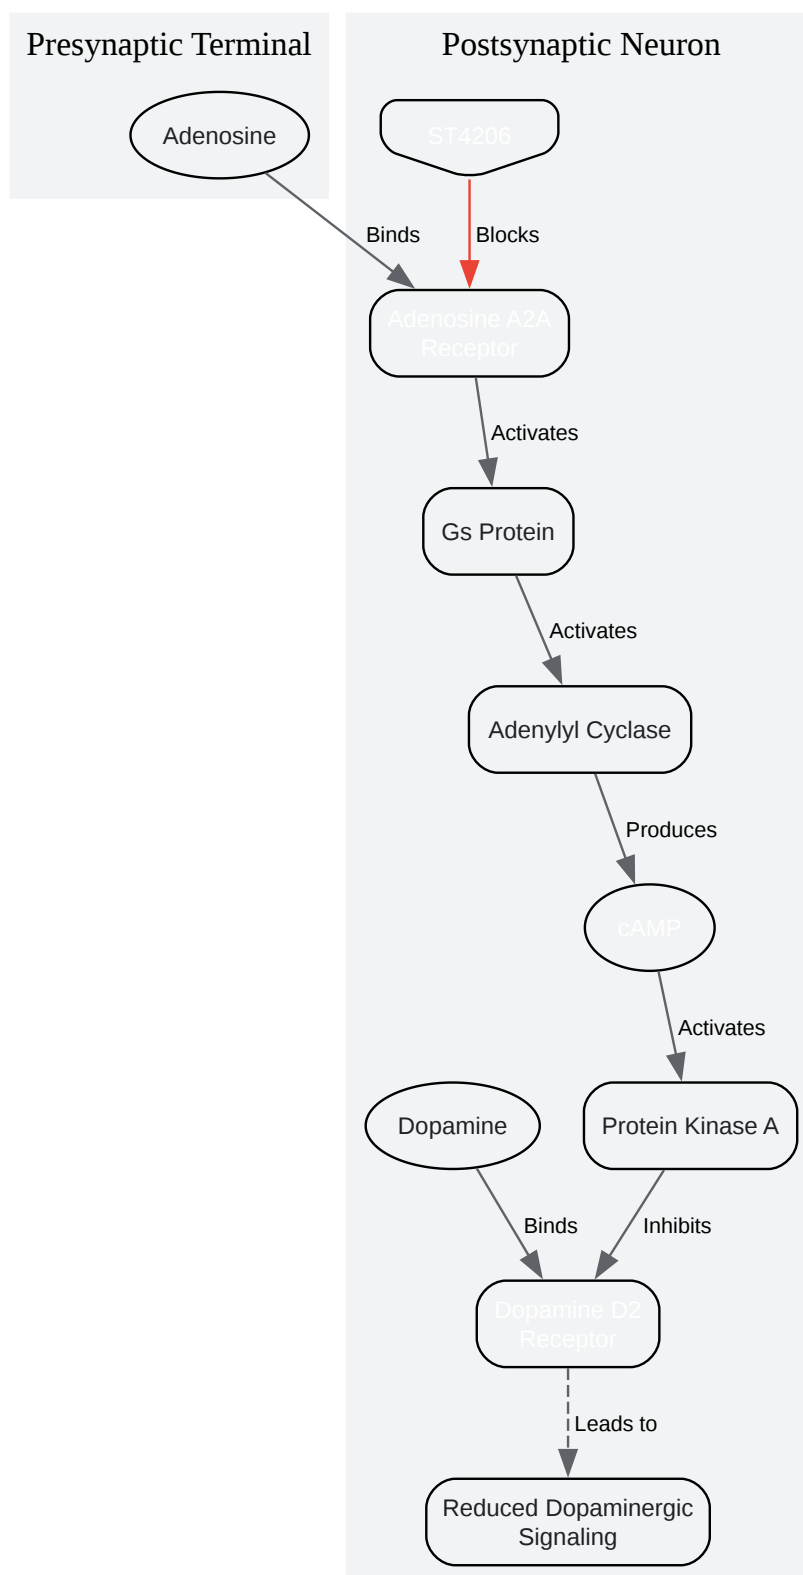 Presynaptic Terminal
Postsynaptic Neuron
Adenosine
ST4206
Binds
Blocks
Adenosine A2A
Receptor
Activates
Gs Protein
Activates
Adenylyl Cyclase
Produces
cAMP
Activates
Dopamine
Protein Kinase A
Binds
Inhibits
Dopamine D2
Receptor
Leads to
Reduced Dopaminergic
Signaling